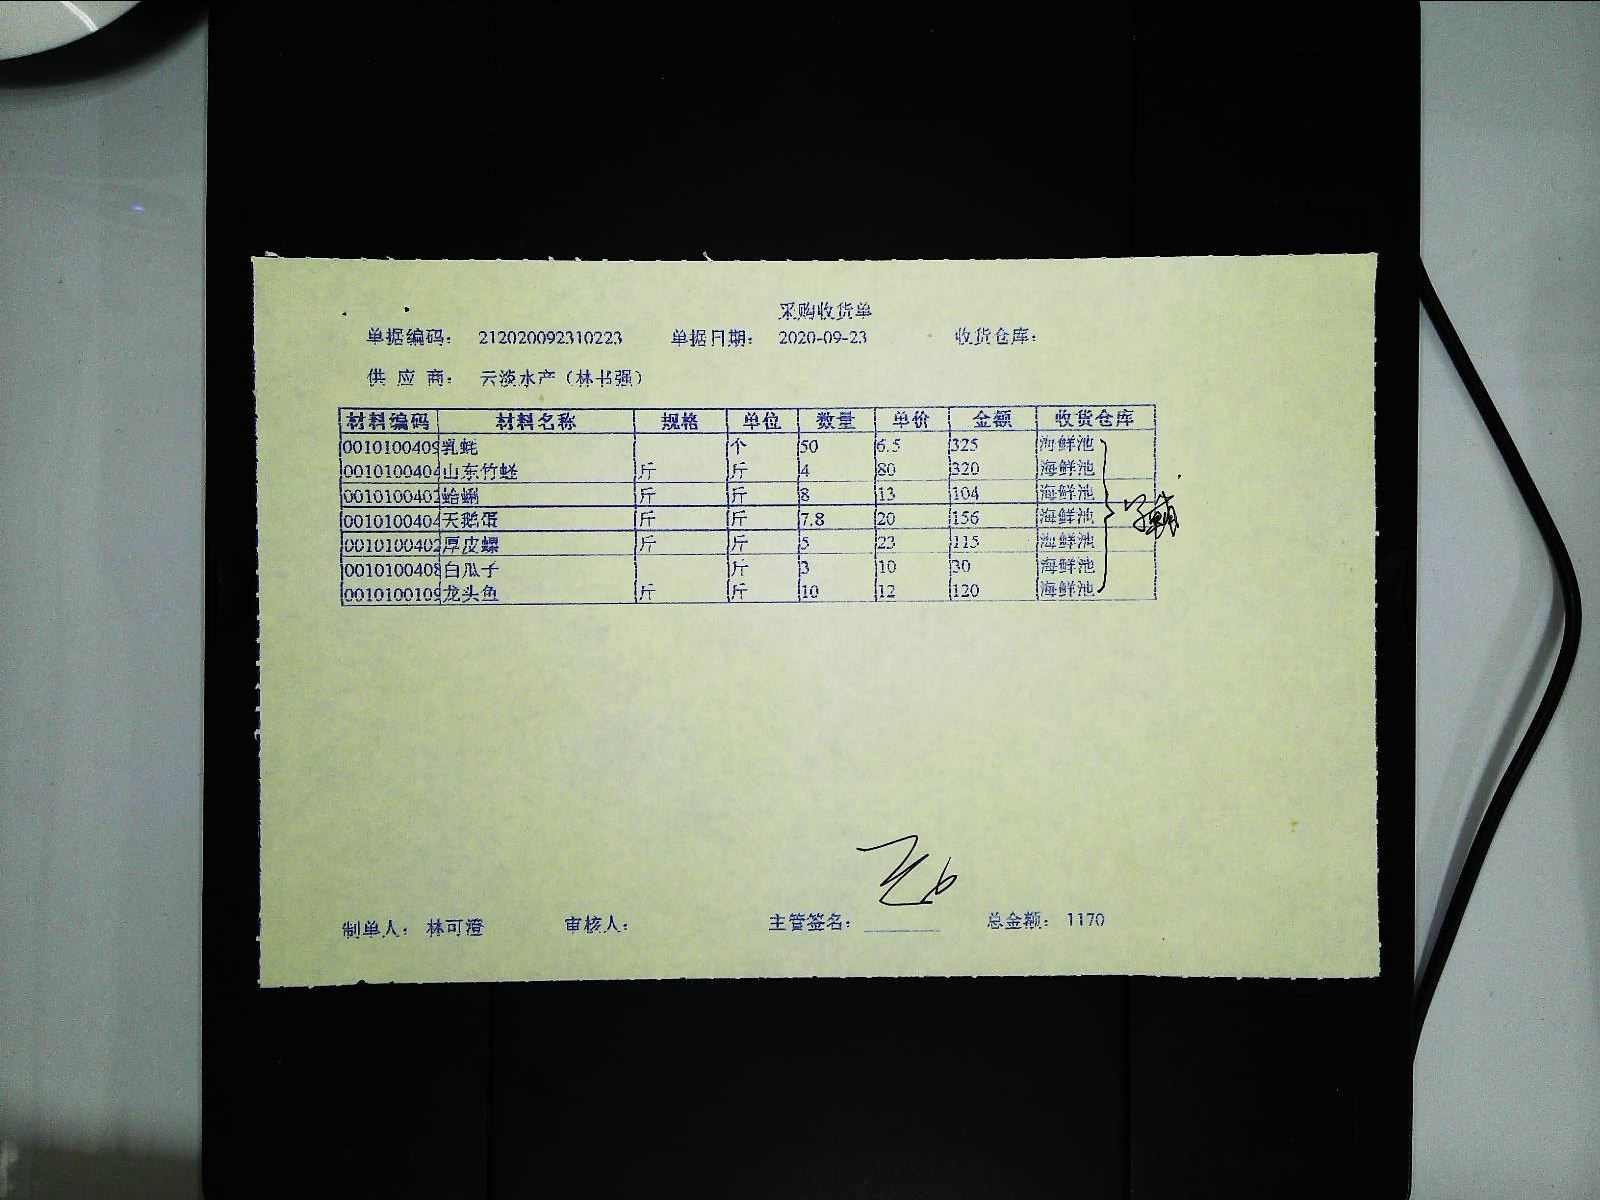 采购收货单
单据编码： 212020092310223 单据日期： 2020-09-23 收货仓库：
供 应 商： 云淡水产（林书强）
材料编码 材料名称 规格 单位 数量 单价 金额 收货仓库
0010100409 乳蚝 个 50 6.5 325 海鲜池
0010100404 山东竹蛏 斤 斤 4 80 320 海鲜池
0010100402 蛤蜊 斤 斤 8 13 104 海鲜池
0010100404 天鹅蛋 斤 斤 7.8 20 156 海鲜池
0010100402 厚皮螺 斤 斤 5 23 115 海鲜池
0010100408 白瓜子 斤 3 10 30 海鲜池
0010100109 龙头鱼 斤 斤 10 12 120 海鲜池
制单人： 林可澄 审核人： 主管签名： 总金额： 1170